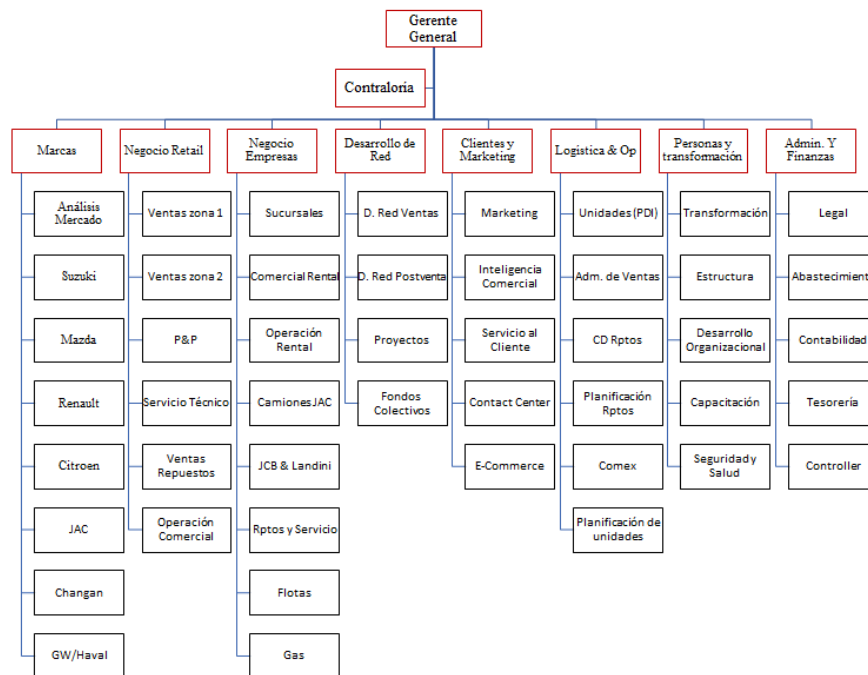 Gerente
General
Contraloría
Marcas
Negocio Retail
Negocio
Empresas
Desarrollo de
Red
Clientes y
Marketing
Logistica & Op
Personas y
transformación
Admin. Y
Finanzas
Análisis
Mercado
Ventas zona 1
Sucursales
D. Red Ventas
Marketing
Unidades (PDI)
Transformación
Legal
Suzuki
Ventas zona 2
Comercial Rental
D. Red Postventa
Inteligencia
Comercial
Adm. de Ventas
Estructura
Abastecimient
Mazda
P&P
Operación
Rental
Proyectos
Servicio al
Cliente
CD Rptos
Desarrollo
Organizacional
Contabilidad
Renault
Servicio Técnico
Camiones JAC
Fondos
Colectivos
Contact Center
Planificación
Rptos
Capacitación
Tesorería
Citroen
Ventas
Repuestos
JCB & Landini
E-Commerce
Comex
Seguridad y
Salud
Controller
JAC
Operación
Comercial
Rptos y Servicio
Planificación de
unidades
Changan
Flotas
GW/Haval
Gas